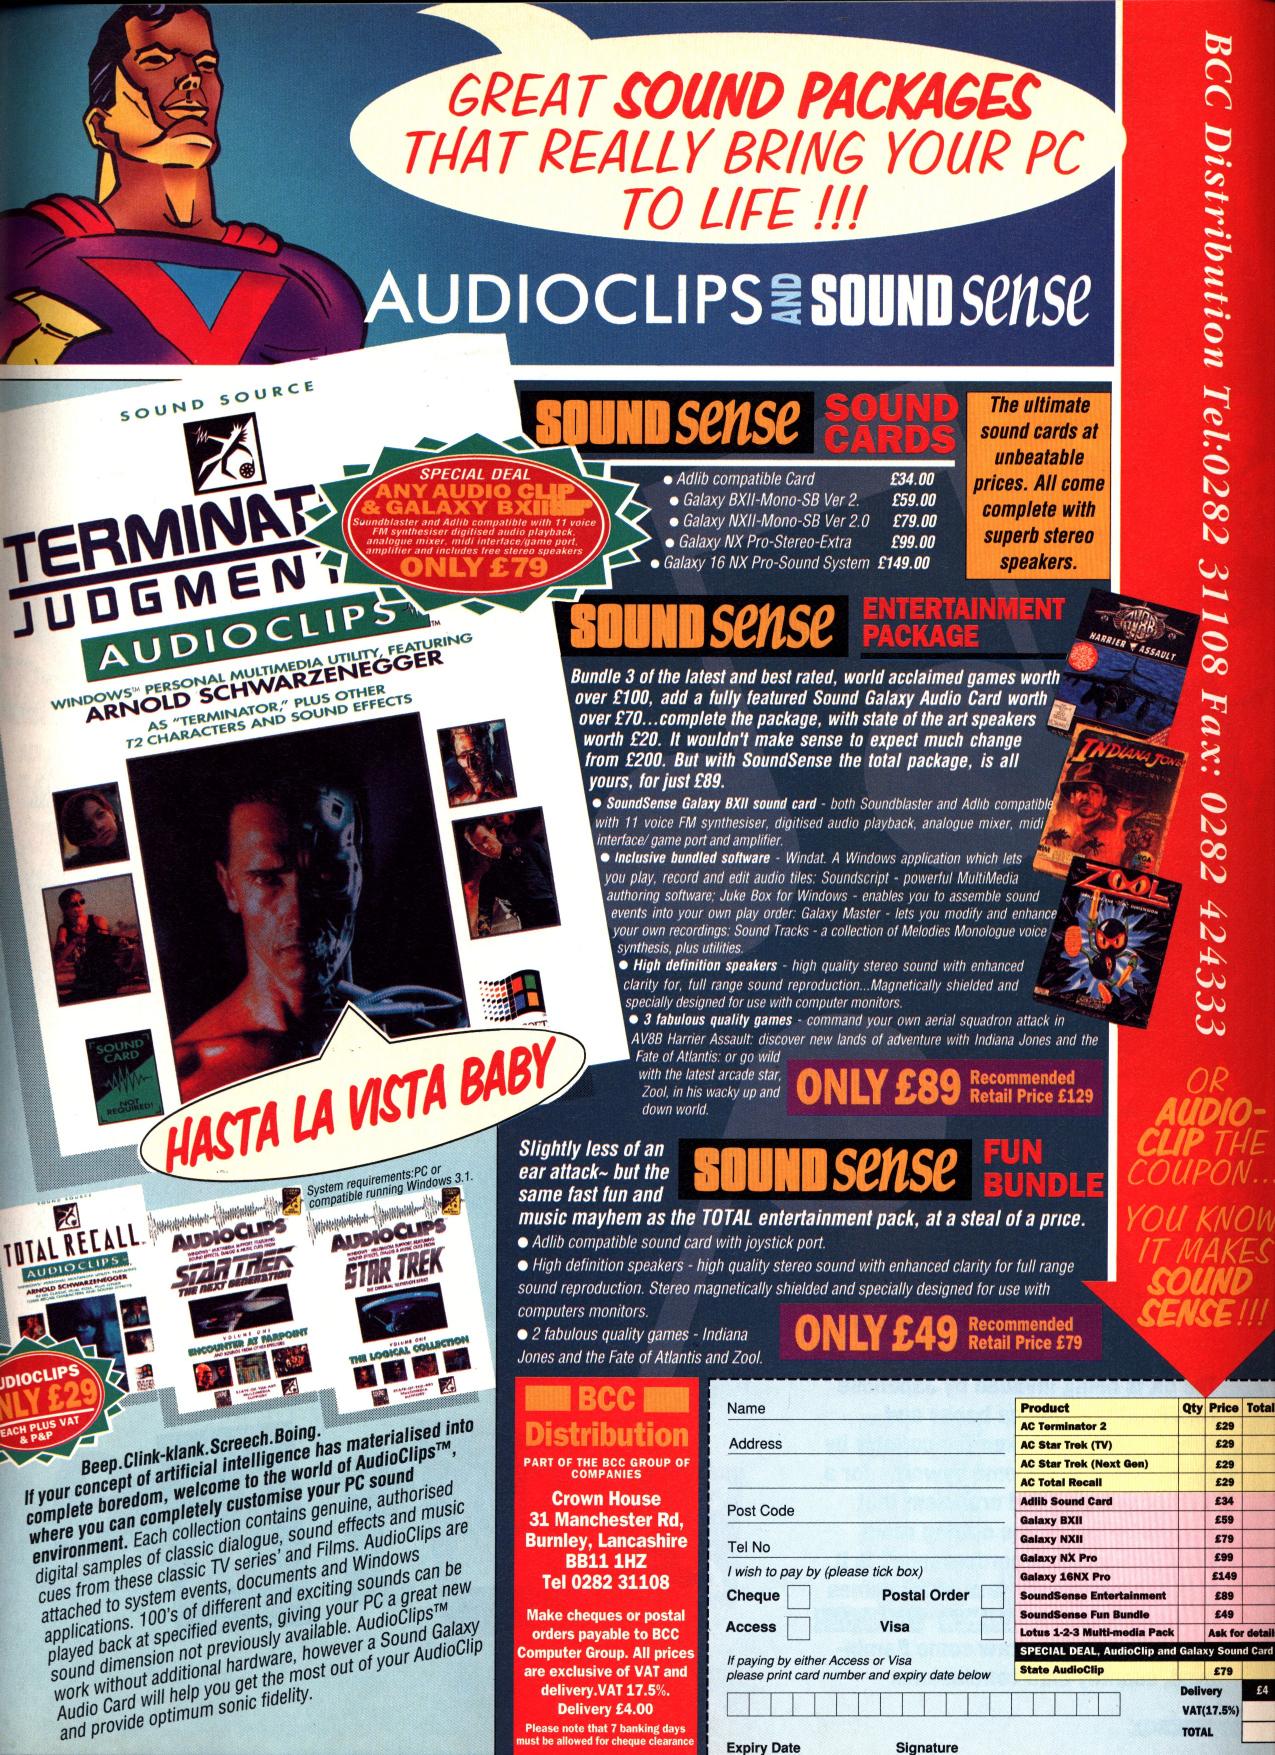 GREAT SOUND PACKAGES
THAT REALLY BRING YOUR PC
TO LIFE !!!
AUDIOCLIPS AND SOUND sense
BCC Distribution Tel:0282 31108 Fax: 0282 424333
OR
AUDIO-
CLIP THE
COUPON...
YOU KNOW
IT MAKES
SOUND
SENSE!!!
SOUND SOURCE
TERMINAT
JUDGMEN
AUDIOCLIPS™
WINDOWS™ PERSONAL MULTIMEDIA UTILITY, FEATURING
ARNOLD SCHWARZENEGGER
AS "TERMINATOR," PLUS OTHER
T2 CHARACTERS AND SOUND EFFECTS
SOUND
CARD
NOT
REQUIRED!
HASTA LA VISTA BABY
SPECIAL DEAL
ANY AUDIO CLIP
& GALAXY BXII
Soundblaster and Adlib compatible with 11 voice
FM synthesiser digitised audio playback,
analogue mixer, midi interface/game port,
amplifier and includes free stereo speakers
ONLY £79
SOUND sense SOUND
CARDS
● Adlib compatible Card £34.00
● Galaxy BXII-Mono-SB Ver 2. £59.00
● Galaxy NXII-Mono-SB Ver 2.0 £79.00
● Galaxy NX Pro-Stereo-Extra £99.00
● Galaxy 16 NX Pro-Sound System £149.00
The ultimate
sound cards at
unbeatable
prices. All come
complete with
superb stereo
speakers.
SOUND sense ENTERTAINMENT
PACKAGE
Bundle 3 of the latest and best rated, world acclaimed games worth
over £100, add a fully featured Sound Galaxy Audio Card worth
over £70...complete the package, with state of the art speakers
worth £20. It wouldn't make sense to expect much change
from £200. But with SoundSense the total package, is all
yours, for just £89.
● SoundSense Galaxy BXII sound card - both Soundblaster and Adlib compatible
with 11 voice FM synthesiser, digitised audio playback, analogue mixer, midi
interface/ game port and amplifier.
● Inclusive bundled software - Windat. A Windows application which lets
you play, record and edit audio tiles: Soundscript - powerful MultiMedia
authoring software; Juke Box for Windows - enables you to assemble sound
events into your own play order: Galaxy Master - lets you modify and enhance
your own recordings: Sound Tracks - a collection of Melodies Monologue voice
synthesis, plus utilities.
● High definition speakers - high quality stereo sound with enhanced
clarity for, full range sound reproduction...Magnetically shielded and
specially designed for use with computer monitors.
● 3 fabulous quality games - command your own aerial squadron attack in
AV8B Harrier Assault: discover new lands of adventure with Indiana Jones and the
Fate of Atlantis: or go wild
with the latest arcade star,
Zool, in his wacky up and
down world.
ONLY £89 Recommended
Retail Price £129
HARRIER ASSAULT
INDIANA JONES
ZOOL
Slightly less of an
ear attack~ but the
same fast fun and
SOUND sense FUN
BUNDLE
music mayhem as the TOTAL entertainment pack, at a steal of a price.
● Adlib compatible sound card with joystick port.
● High definition speakers - high quality stereo sound with enhanced clarity for full range
sound reproduction. Stereo magnetically shielded and specially designed for use with
computers monitors.
● 2 fabulous quality games - Indiana
Jones and the Fate of Atlantis and Zool.
ONLY £49 Recommended
Retail Price £79
System requirements:PC or
compatible running Windows 3.1.
SOUND SOURCE
TOTAL RECALL
AUDIOCLIPS
ARNOLD SCHWARZENEGGER
AUDIOCLIPS
STAR TREK
THE NEXT GENERATION
VOLUME ONE
ENCOUNTER AT FARPOINT
AUDIOCLIPS
STAR TREK
VOLUME ONE
THE LOGICAL COLLECTION
UDIOCLIPS
NLY £29
EACH PLUS VAT
& P&P
Beep.Clink-klank.Screech.Boing.
If your concept of artificial intelligence has materialised into
complete boredom, welcome to the world of AudioClips™,
where you can completely customise your PC sound
environment. Each collection contains genuine, authorised
digital samples of classic dialogue, sound effects and music
cues from these classic TV series' and Films. AudioClips are
attached to system events, documents and Windows
applications. 100's of different and exciting sounds can be
played back at specified events, giving your PC a great new
sound dimension not previously available. AudioClips™
work without additional hardware, however a Sound Galaxy
Audio Card will help you get the most out of your AudioClip
and provide optimum sonic fidelity.
BCC
Distribution
PART OF THE BCC GROUP OF
COMPANIES
Crown House
31 Manchester Rd,
Burnley, Lancashire
BB11 1HZ
Tel 0282 31108
Make cheques or postal
orders payable to BCC
Computer Group. All prices
are exclusive of VAT and
delivery.VAT 17.5%.
Delivery £4.00
Please note that 7 banking days
must be allowed for cheque clearance
Name
Address
Post Code
Tel No
I wish to pay by (please tick box)
Cheque Postal Order
Access Visa
If paying by either Access or Visa
please print card number and expiry date below
Expiry Date Signature
Product Qty Price Total
AC Terminator 2 £29
AC Star Trek (TV) £29
AC Star Trek (Next Gen) £29
AC Total Recall £29
Adlib Sound Card £34
Galaxy BXII £59
Galaxy NXII £79
Galaxy NX Pro £99
Galaxy 16NX Pro £149
SoundSense Entertainment £89
SoundSense Fun Bundle £49
Lotus 1-2-3 Multi-media Pack Ask for detail
SPECIAL DEAL, AudioClip and Galaxy Sound Card
State AudioClip £79
Delivery £4
VAT(17.5%)
TOTAL